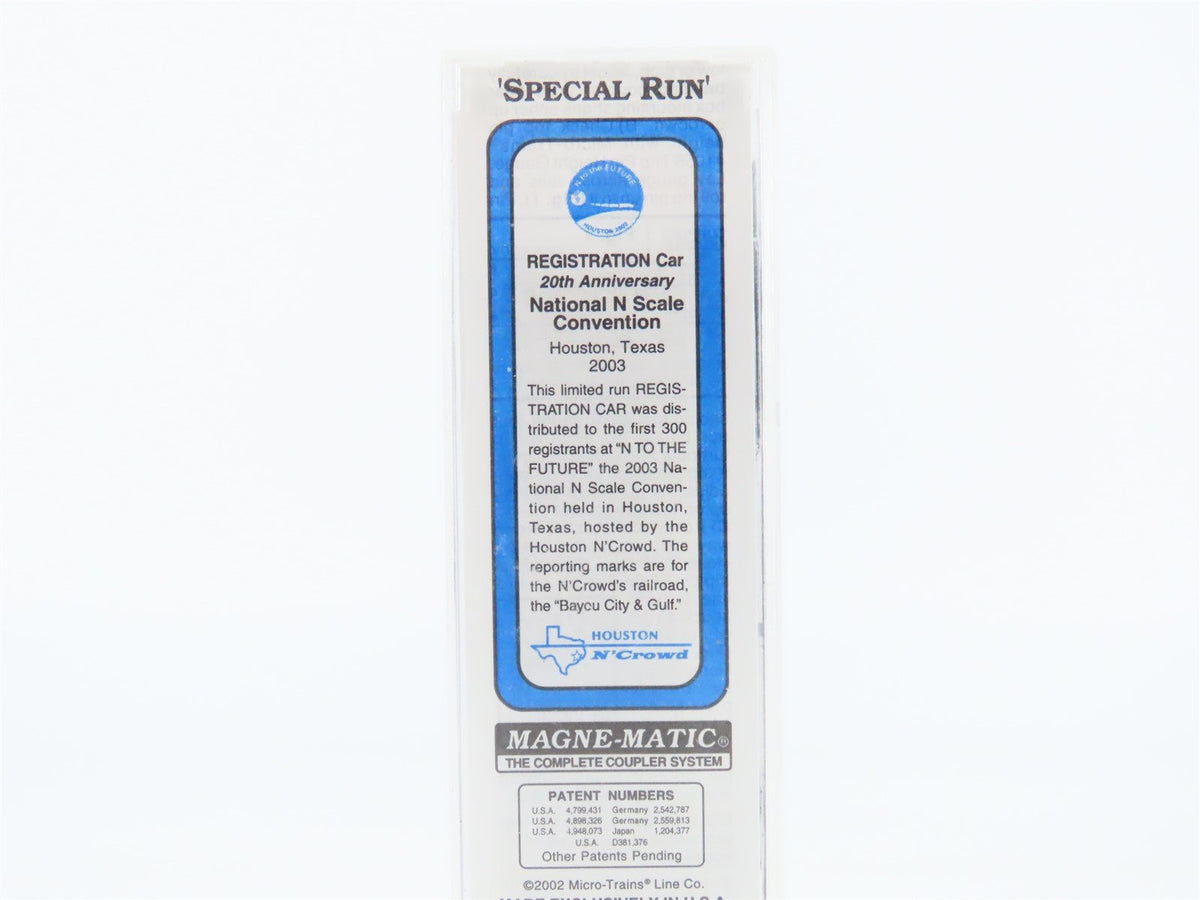 'SPECIAL RUN'
N TO the FUTURE
HOUSTON 2003
REGISTRATION Car
20th Anniversary
National N Scale
Convention
Houston, Texas
2003
This limited run REGIS-
TRATION CAR was dis-
tributed to the first 300
registrants at “N TO THE
FUTURE” the 2003 Na-
tional N Scale Conven-
tion held in Houston,
Texas, hosted by the
Houston N'Crowd. The
reporting marks are for
the N'Crowd's railroad,
the “Bayou City & Gulf.”
HOUSTON
N'Crowd
MAGNE-MATIC®
THE COMPLETE COUPLER SYSTEM
PATENT NUMBERS
U.S.A. 4,799,431 Germany 2,542,787
U.S.A. 4,898,326 Germany 2,559,813
U.S.A. 4,948,073 Japan 1,204,377
U.S.A. D381,376
Other Patents Pending
©2002 Micro-Trains® Line Co.
MADE EXCLUSIVELY IN U.S.A.